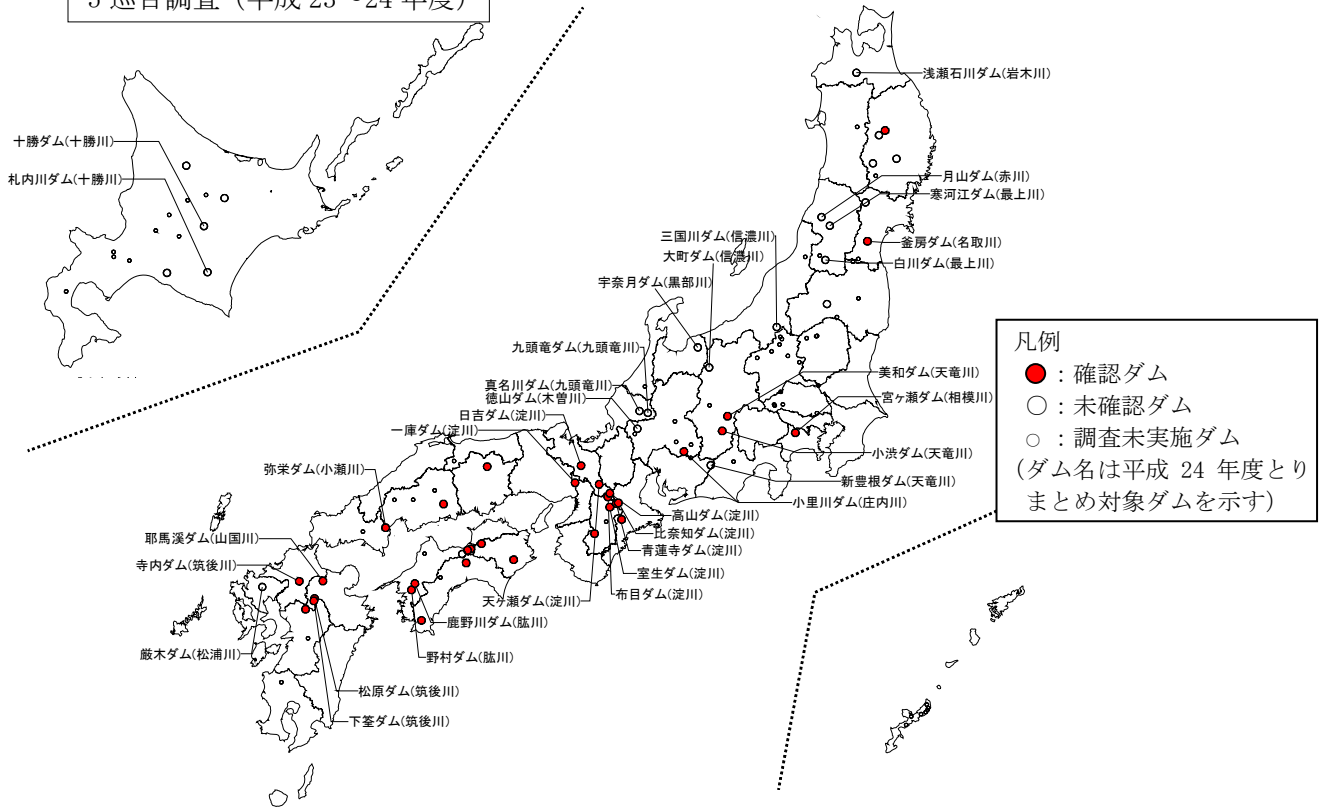 5 巡目調査（平成 23～24 年度）
浅瀬石川ダム(岩木川)
十勝ダム(十勝川)
札内川ダム(十勝川)
月山ダム(赤川)
寒河江ダム(最上川)
三国川ダム(信濃川)
釜房ダム(名取川)
大町ダム(信濃川)
白川ダム(最上川)
宇奈月ダム(黒部川)
九頭竜ダム(九頭竜川)
美和ダム(天竜川)
真名川ダム(九頭竜川)
徳山ダム(木曽川)
宮ヶ瀬ダム(相模川)
日吉ダム(淀川)
一庫ダム(淀川)
小渋ダム(天竜川)
弥栄ダム(小瀬川)
新豊根ダム(天竜川)
小里川ダム(庄内川)
高山ダム(淀川)
耶馬溪ダム(山国川)
比奈知ダム(淀川)
青蓮寺ダム(淀川)
寺内ダム(筑後川)
室生ダム(淀川)
布目ダム(淀川)
天ヶ瀬ダム(淀川)
鹿野川ダム(肱川)
厳木ダム(松浦川)
野村ダム(肱川)
松原ダム(筑後川)
下筌ダム(筑後川)
凡例
：確認ダム
：未確認ダム
：調査未実施ダム
(ダム名は平成 24 年度とり
まとめ対象ダムを示す)